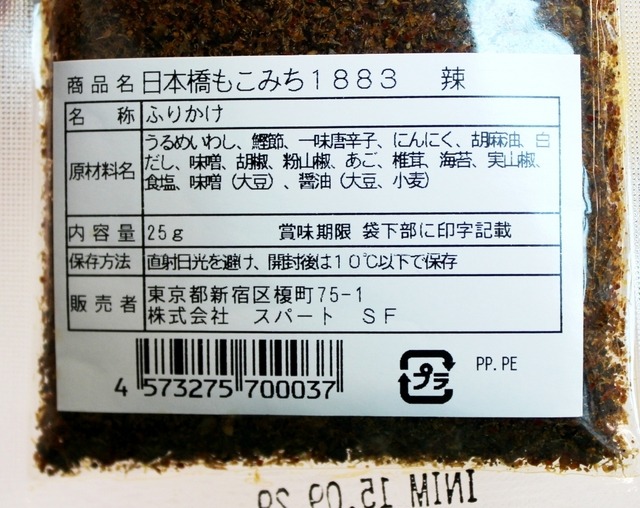 商品名 日本橋もこみち１８８３ 辣
名 称 ふりかけ
原材料名 うるめいわし、鰹節、一味唐辛子、にんにく、胡麻油、白
だし、味噌、胡椒、粉山椒、あご、椎茸、海苔、実山椒、
食塩、味噌（大豆）、醤油（大豆、小麦）
内容量 25ｇ 賞味期限 袋下部に印字記載
保存方法 直射日光を避け、開封後は１０℃以下で保存
販売者 東京都新宿区榎町75-1
株式会社 スパート ＳＦ
プラ PP.PE
4 573275 700037
MINI 15.09.29